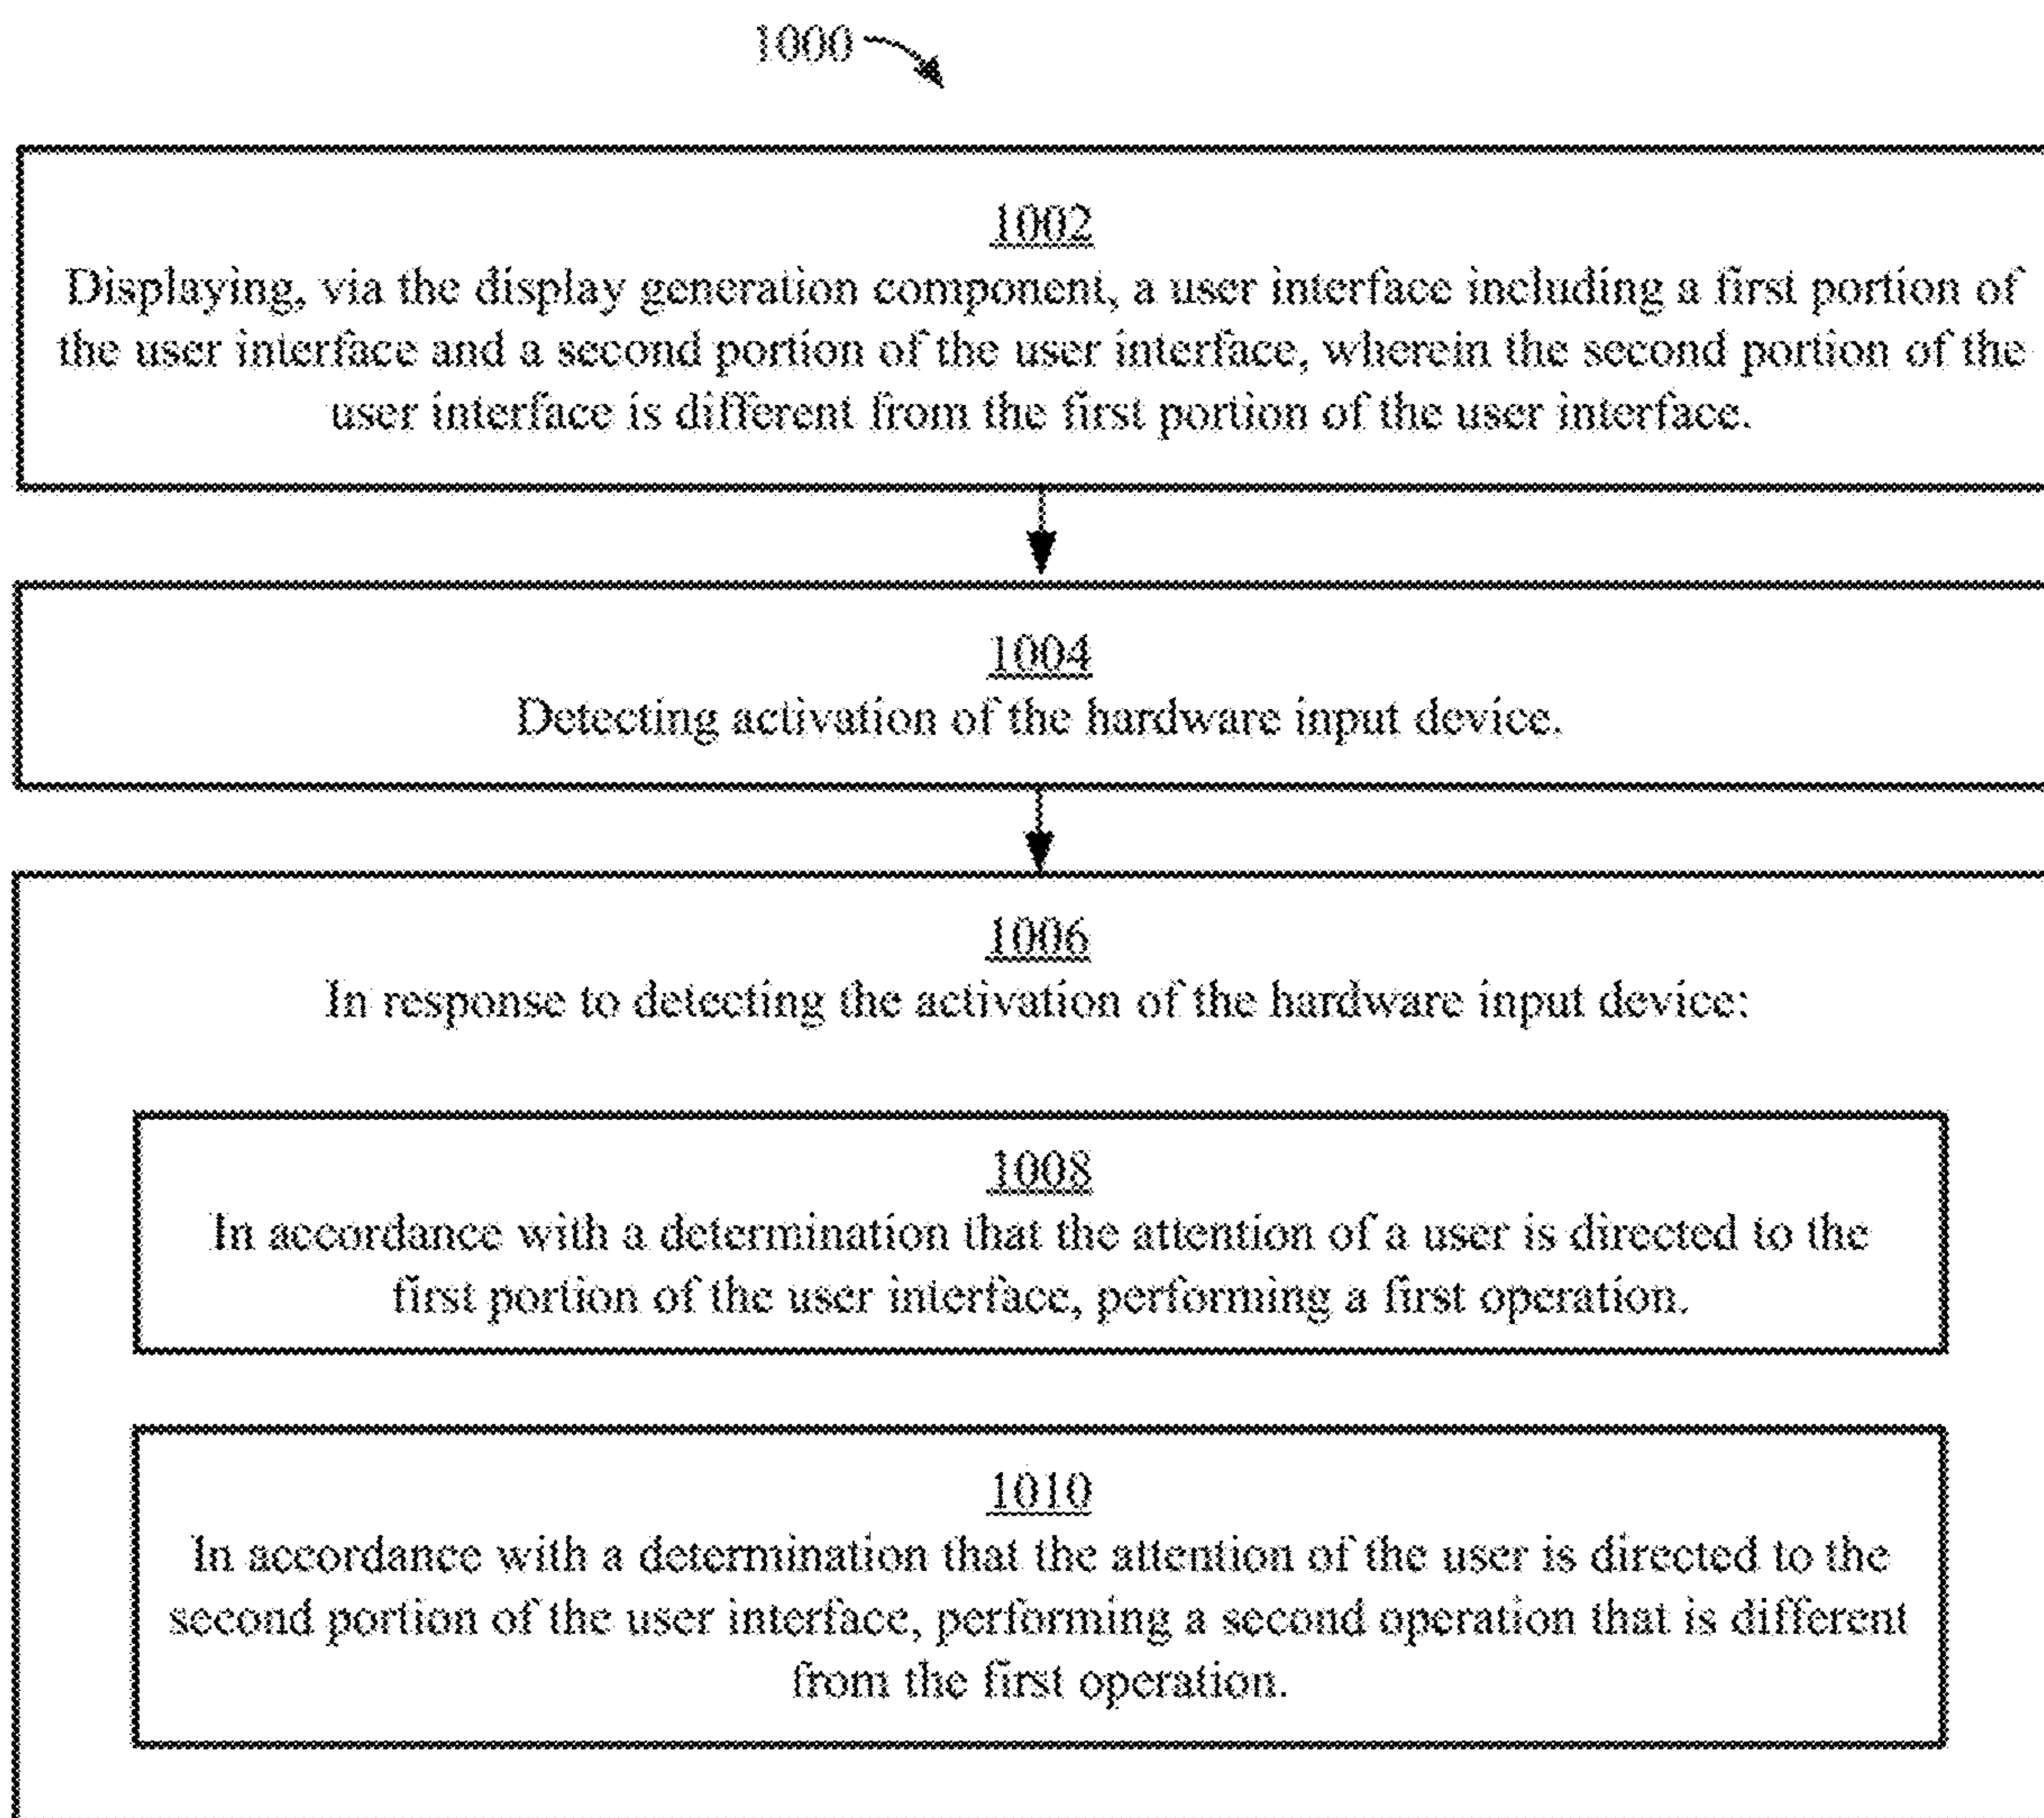 1000
1002
Displaying, via the display generation component, a user interface including a first portion of
the user interface and a second portion of the user interface, wherein the second portion of the
user interface is different from the first portion of the user interface.
1004
Detecting activation of the hardware input device.
1006
In response to detecting the activation of the hardware input device:
1008
In accordance with a determination that the attention of a user is directed to the
first portion of the user interface, performing a first operation.
1010
In accordance with a determination that the attention of the user is directed to the
second portion of the user interface, performing a second operation that is different
from the first operation.